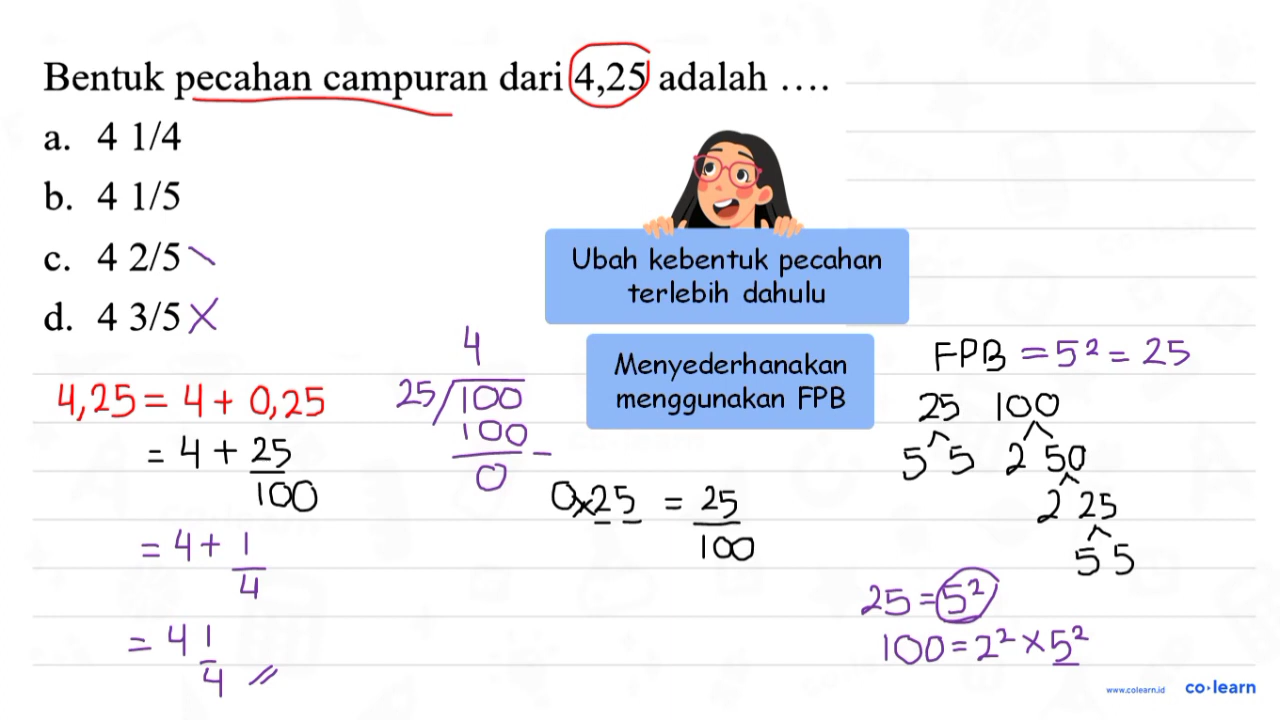 Bentuk pecahan campuran dari 4,25 adalah ....
a. 4 1/4
b. 4 1/5
c. 4 2/5
d. 4 3/5
Ubah kebentuk pecahan
terlebih dahulu
Menyederhanakan
menggunakan FPB
4,25 = 4 + 0,25
= 4 + 25/100
= 4 + 1/4
= 4 1/4
4
25/100
100 -
0
0,25 = 25/100
FPB = 5² = 25
25 100
5 5 2 50
2 25
5 5
25 = 5²
100 = 2² × 5²
www.colearn.id co·learn